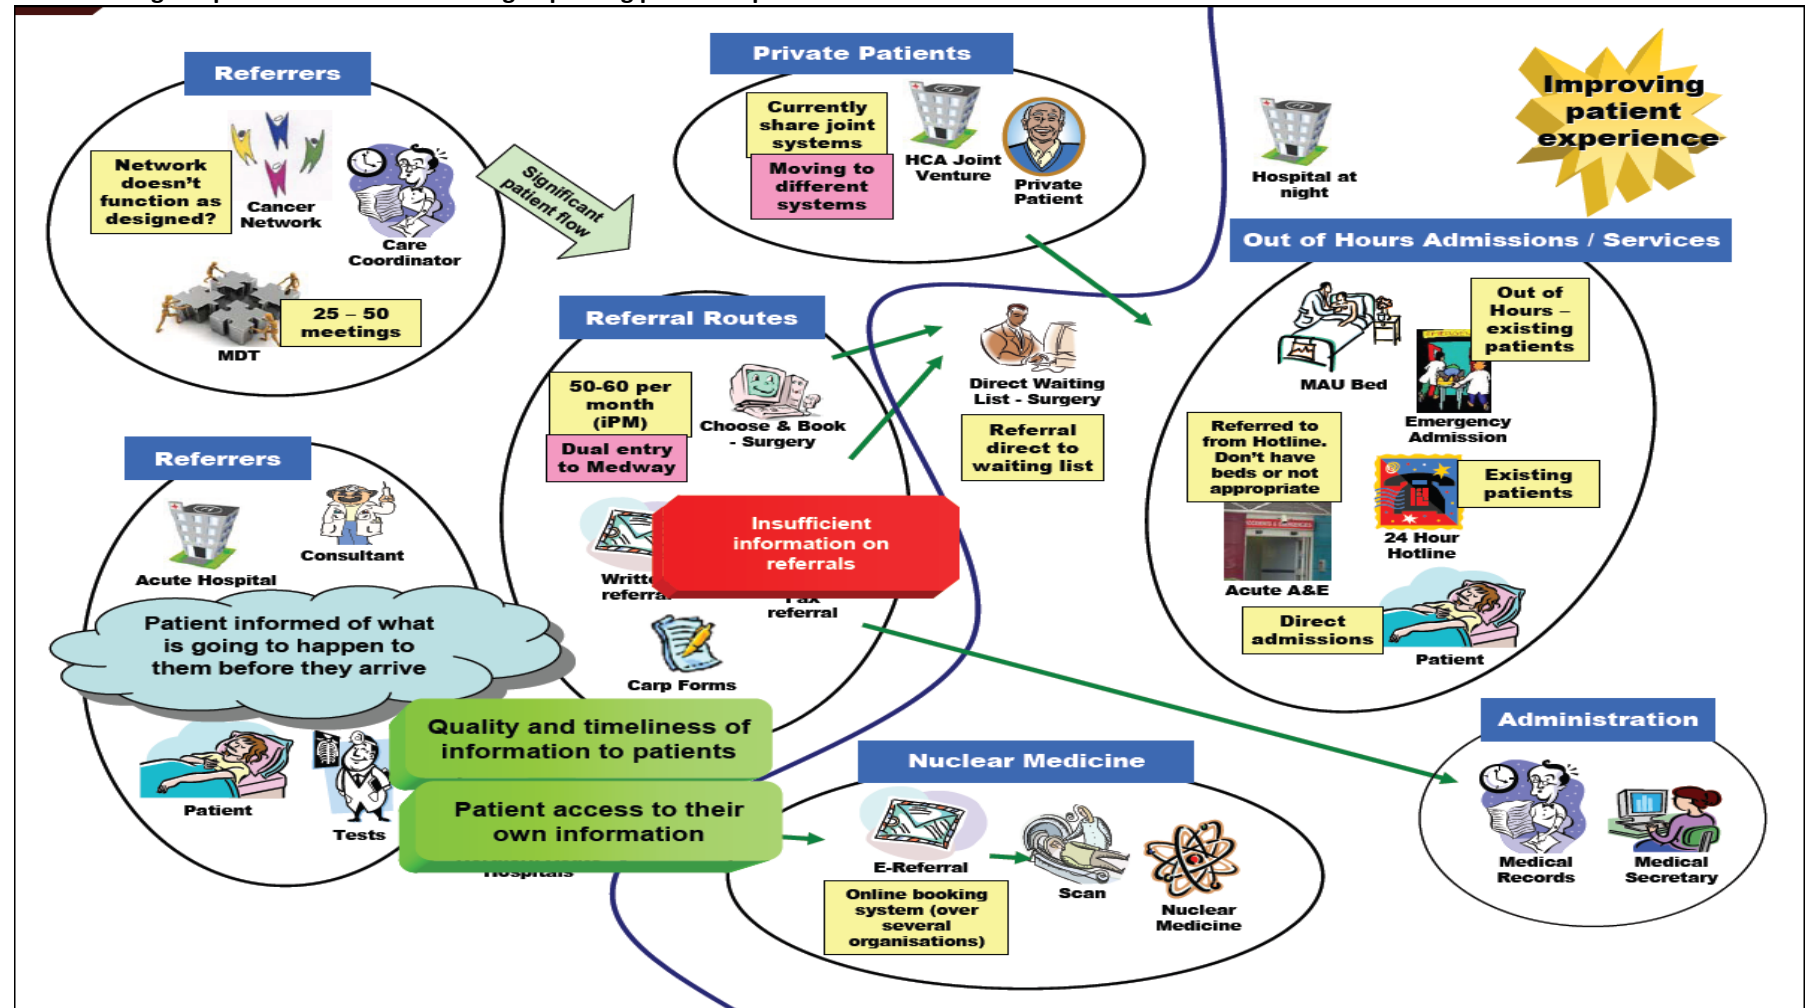 Referrers
Network
doesn't
function as
designed?
Cancer
Network
Care
Coordinator
MDT
25 – 50
meetings
Significant
patient flow
Private Patients
Currently
share joint
systems
Moving to
different
systems
HCA Joint
Venture
Private
Patient
Hospital at
night
Improving
patient
experience
Referral Routes
50-60 per
month
(iPM)
Dual entry
to Medway
Choose & Book
- Surgery
Insufficient
information on
referrals
referral
Carp Forms
Direct Waiting
List - Surgery
Referral
direct to
waiting list
Out of Hours Admissions / Services
Out of
Hours –
existing
patients
MAU Bed
Emergency
Admission
Referred to
from Hotline.
Don't have
beds or not
appropriate
Existing
patients
24 Hour
Hotline
Acute A&E
Direct
admissions
Patient
Referrers
Acute Hospital
Consultant
Patient informed of what
is going to happen to
them before they arrive
Patient
Tests
Quality and timeliness of
information to patients
Patient access to their
own information
Nuclear Medicine
E-Referral
Online booking
system (over
several
organisations)
Scan
Nuclear
Medicine
Administration
Medical
Records
Medical
Secretary